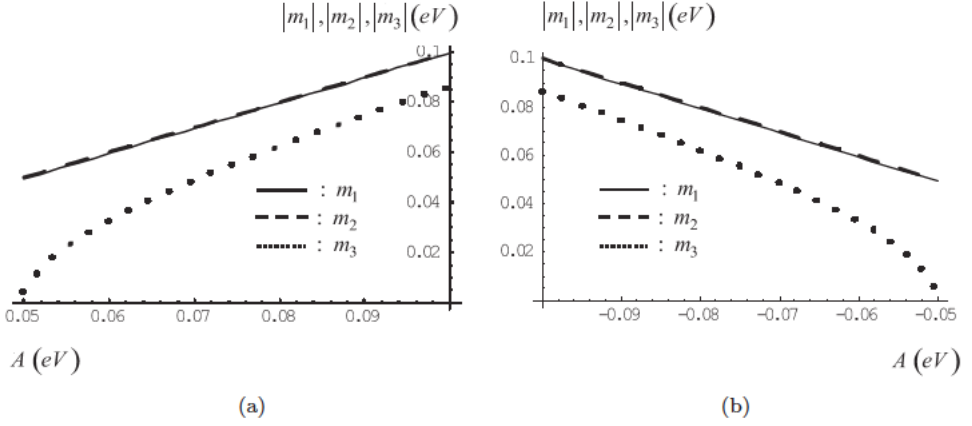 |m₁|,|m₂|,|m₃|(eV)
0.1
0.08
0.06
0.04
0.02
: m₁
: m₂
: m₃
0.05 0.06 0.07 0.08 0.09
A (eV)
(a)
|m₁|,|m₂|,|m₃|(eV)
0.1
0.08
0.06
0.04
0.02
: m₁
: m₂
: m₃
-0.09 -0.08 -0.07 -0.06 -0.05
A (eV)
(b)